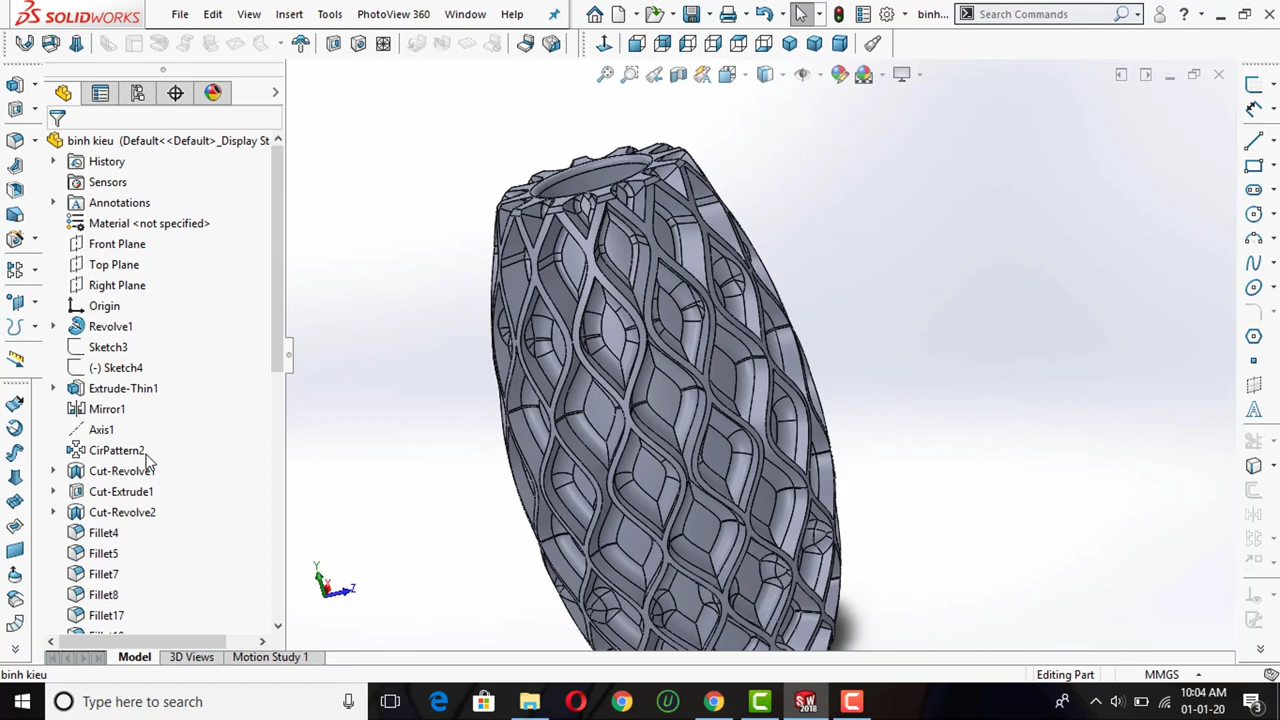 SOLIDWORKS File Edit View Insert Tools PhotoView 360 Window Help binh... Search Commands
binh kieu (Default<<Default>_Display St
History
Sensors
Annotations
Material <not specified>
Front Plane
Top Plane
Right Plane
Origin
Revolve1
Sketch3
(-) Sketch4
Extrude-Thin1
Mirror1
Axis1
CirPattern2
Cut-Revolve1
Cut-Extrude1
Cut-Revolve2
Fillet4
Fillet5
Fillet7
Fillet8
Fillet17
Y
Z
Model 3D Views Motion Study 1
binh kieu Editing Part MMGS
Type here to search
SW 2018
10:04 AM
01-01-20
3